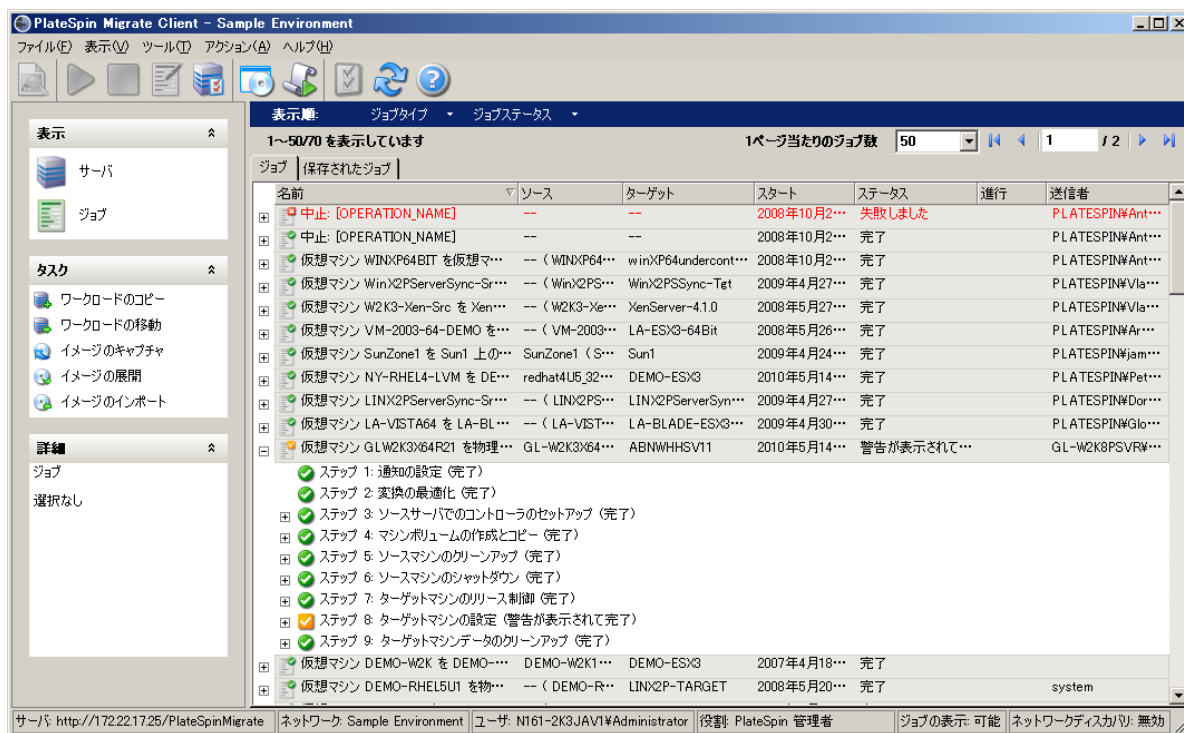 PlateSpin Migrate Client – Sample Environment
ファイル(F) 表示(V) ツール(T) アクション(A) ヘルプ(H)
表示
サーバ
ジョブ
タスク
ワークロードのコピー
ワークロードの移動
イメージのキャプチャ
イメージの展開
イメージのインポート
詳細
ジョブ
選択なし
表示順: ジョブタイプ ジョブステータス
1～50/70 を表示しています 1ページ当たりのジョブ数 50 1 / 2
ジョブ 保存されたジョブ
名前 ソース ターゲット スタート ステータス 進行 送信者
中止: [OPERATION_NAME] -- -- 2008年10月2… 失敗しました PLATESPIN¥Ant…
中止: [OPERATION_NAME] -- -- 2008年10月2… 完了 PLATESPIN¥Ant…
仮想マシン WINXP64BIT を仮想マ… -- ( WINXP64… winXP64undercont… 2008年10月2… 完了 PLATESPIN¥Ant…
仮想マシン WinX2PServerSync-Sr… -- ( WinX2PS… WinX2PSSync-Tgt 2009年4月27… 完了 PLATESPIN¥Vla…
仮想マシン W2K3-Xen-Src を Xen… -- ( W2K3-Xe… XenServer-4.1.0 2008年5月27… 完了 PLATESPIN¥Vla…
仮想マシン VM-2003-64-DEMO を… -- ( VM-2003… LA-ESX3-64Bit 2008年5月26… 完了 PLATESPIN¥Ar…
仮想マシン SunZone1 を Sun1 上の… SunZone1 ( S… Sun1 2009年4月24… 完了 PLATESPIN¥jam…
仮想マシン NY-RHEL4-LVM を DE… redhat4U5_32… DEMO-ESX3 2010年5月14… 完了 PLATESPIN¥Pet…
仮想マシン LINX2PServerSync-Sr… -- ( LINX2PS… LINX2PServerSyn… 2009年4月27… 完了 PLATESPIN¥Dor…
仮想マシン LA-VISTA64 を LA-BL… -- ( LA-VIST… LA-BLADE-ESX3… 2009年4月30… 完了 PLATESPIN¥Glo…
仮想マシン GLW2K3X64R21 を物理… GL-W2K3X64… ABNWHHSV11 2010年5月14… 警告が表示されて… GL-W2K8PSVR¥…
ステップ 1: 通知の設定 (完了)
ステップ 2: 変換の最適化 (完了)
ステップ 3: ソースサーバでのコントローラのセットアップ (完了)
ステップ 4: マシンボリュームの作成とコピー (完了)
ステップ 5: ソースマシンのクリーンアップ (完了)
ステップ 6: ソースマシンのシャットダウン (完了)
ステップ 7: ターゲットマシンのリリース制御 (完了)
ステップ 8: ターゲットマシンの設定 (警告が表示されて完了)
ステップ 9: ターゲットマシンデータのクリーンアップ (完了)
仮想マシン DEMO-W2K を DEMO-… DEMO-W2K1… DEMO-ESX3 2007年4月18… 完了
仮想マシン DEMO-RHEL5U1 を物… -- ( DEMO-R… LINX2P-TARGET 2008年5月20… 完了 system
サーバ: http://172.22.17.25/PlateSpinMigrate ネットワーク: Sample Environment ユーザ: N161-2K3JAV1¥Administrator 役割: PlateSpin 管理者 ジョブの表示: 可能 ネットワークディスカバリ: 無効